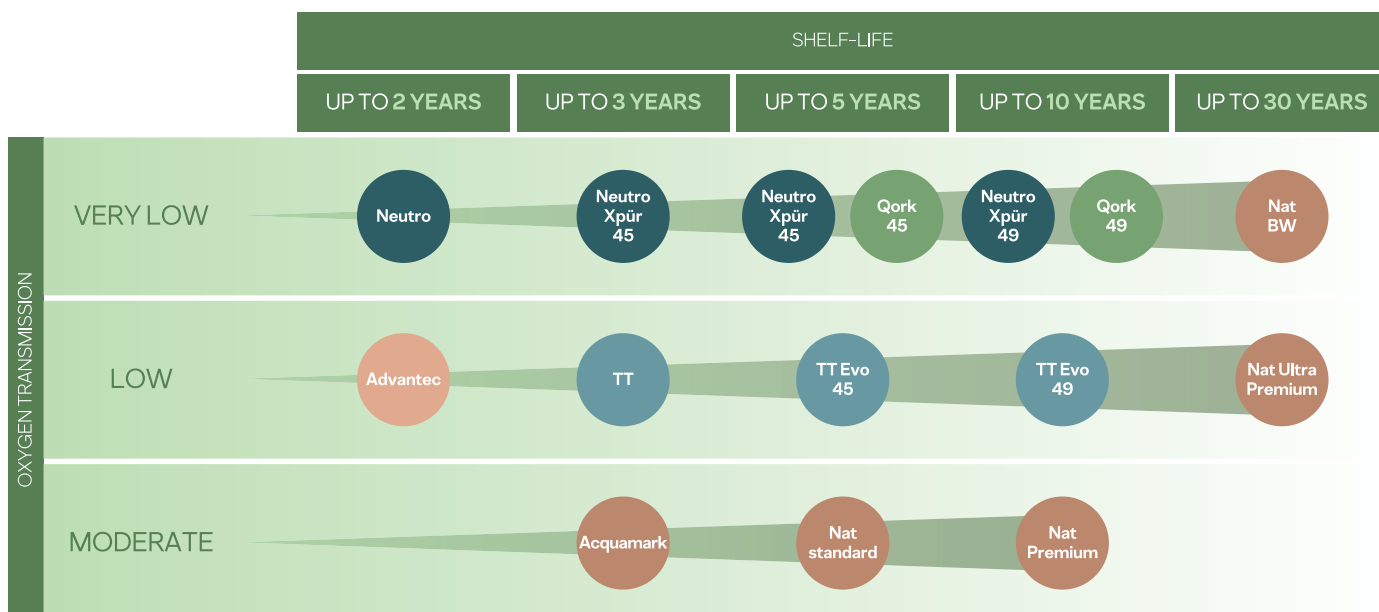 SHELF-LIFE
UP TO 2 YEARS
UP TO 3 YEARS
UP TO 5 YEARS
UP TO 10 YEARS
UP TO 30 YEARS
OXYGEN TRANSMISSION
VERY LOW
Neutro
Neutro
Xpür
45
Neutro
Xpür
45
Qork
45
Neutro
Xpür
49
Qork
49
Nat
BW
LOW
Advantec
TT
TT Evo
45
TT Evo
49
Nat Ultra
Premium
MODERATE
Acquamark
Nat
standard
Nat
Premium